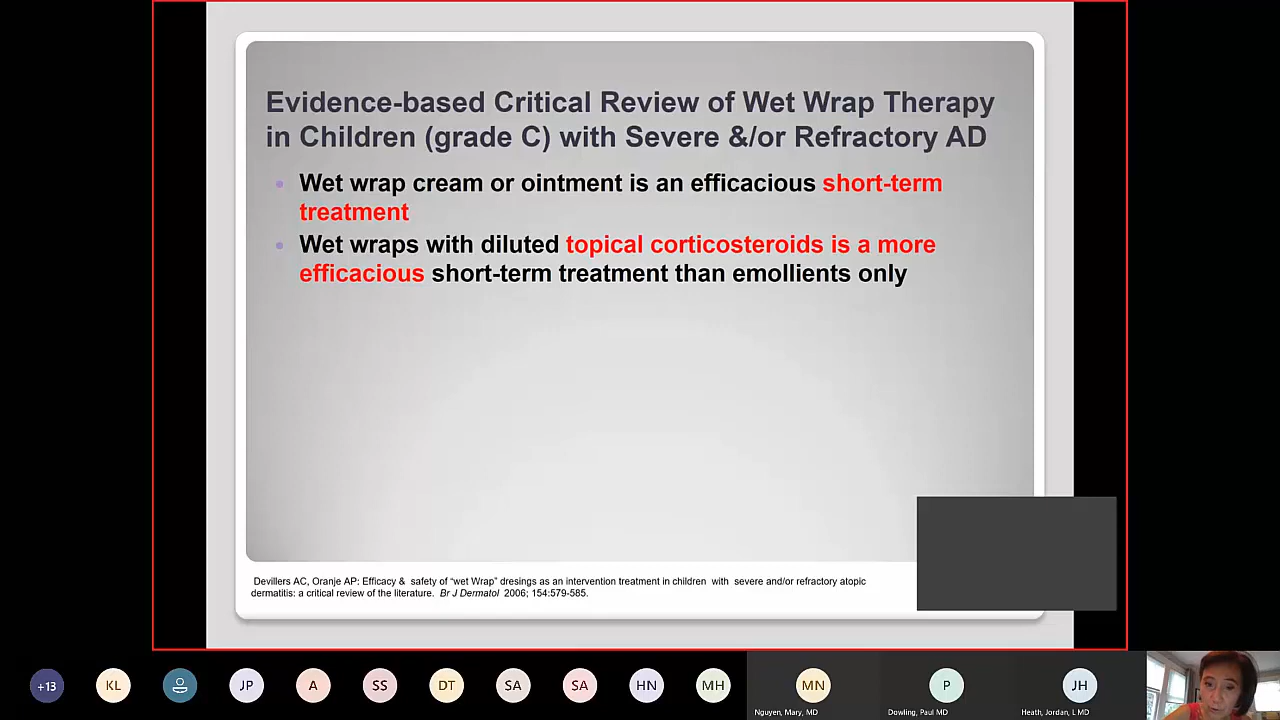 Evidence-based Critical Review of Wet Wrap Therapy
in Children (grade C) with Severe &/or Refractory AD
Wet wrap cream or ointment is an efficacious short-term
treatment
Wet wraps with diluted topical corticosteroids is a more
efficacious short-term treatment than emollients only
Devillers AC, Oranje AP: Efficacy & safety of "wet Wrap" dresings as an intervention treatment in children with severe and/or refractory atopic
dermatitis: a critical review of the literature. Br J Dermatol 2006; 154:579-585.
+13 KL JP A SS DT SA SA HN MH MN P JH
Nguyen, Mary, MD Dowling, Paul MD Heath, Jordan, L MD